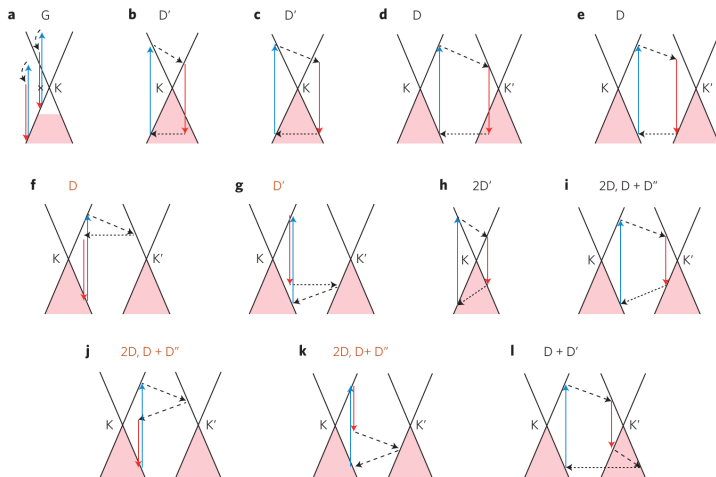 a G
b D′
c D′
d D
e D
K
K
K
K K′
K K′
f D
g D′
h 2D′
i 2D, D + D″
K K′
K K′
K
K K′
j 2D, D + D″
k 2D, D+ D″
l D + D′
K K′
K K′
K K′